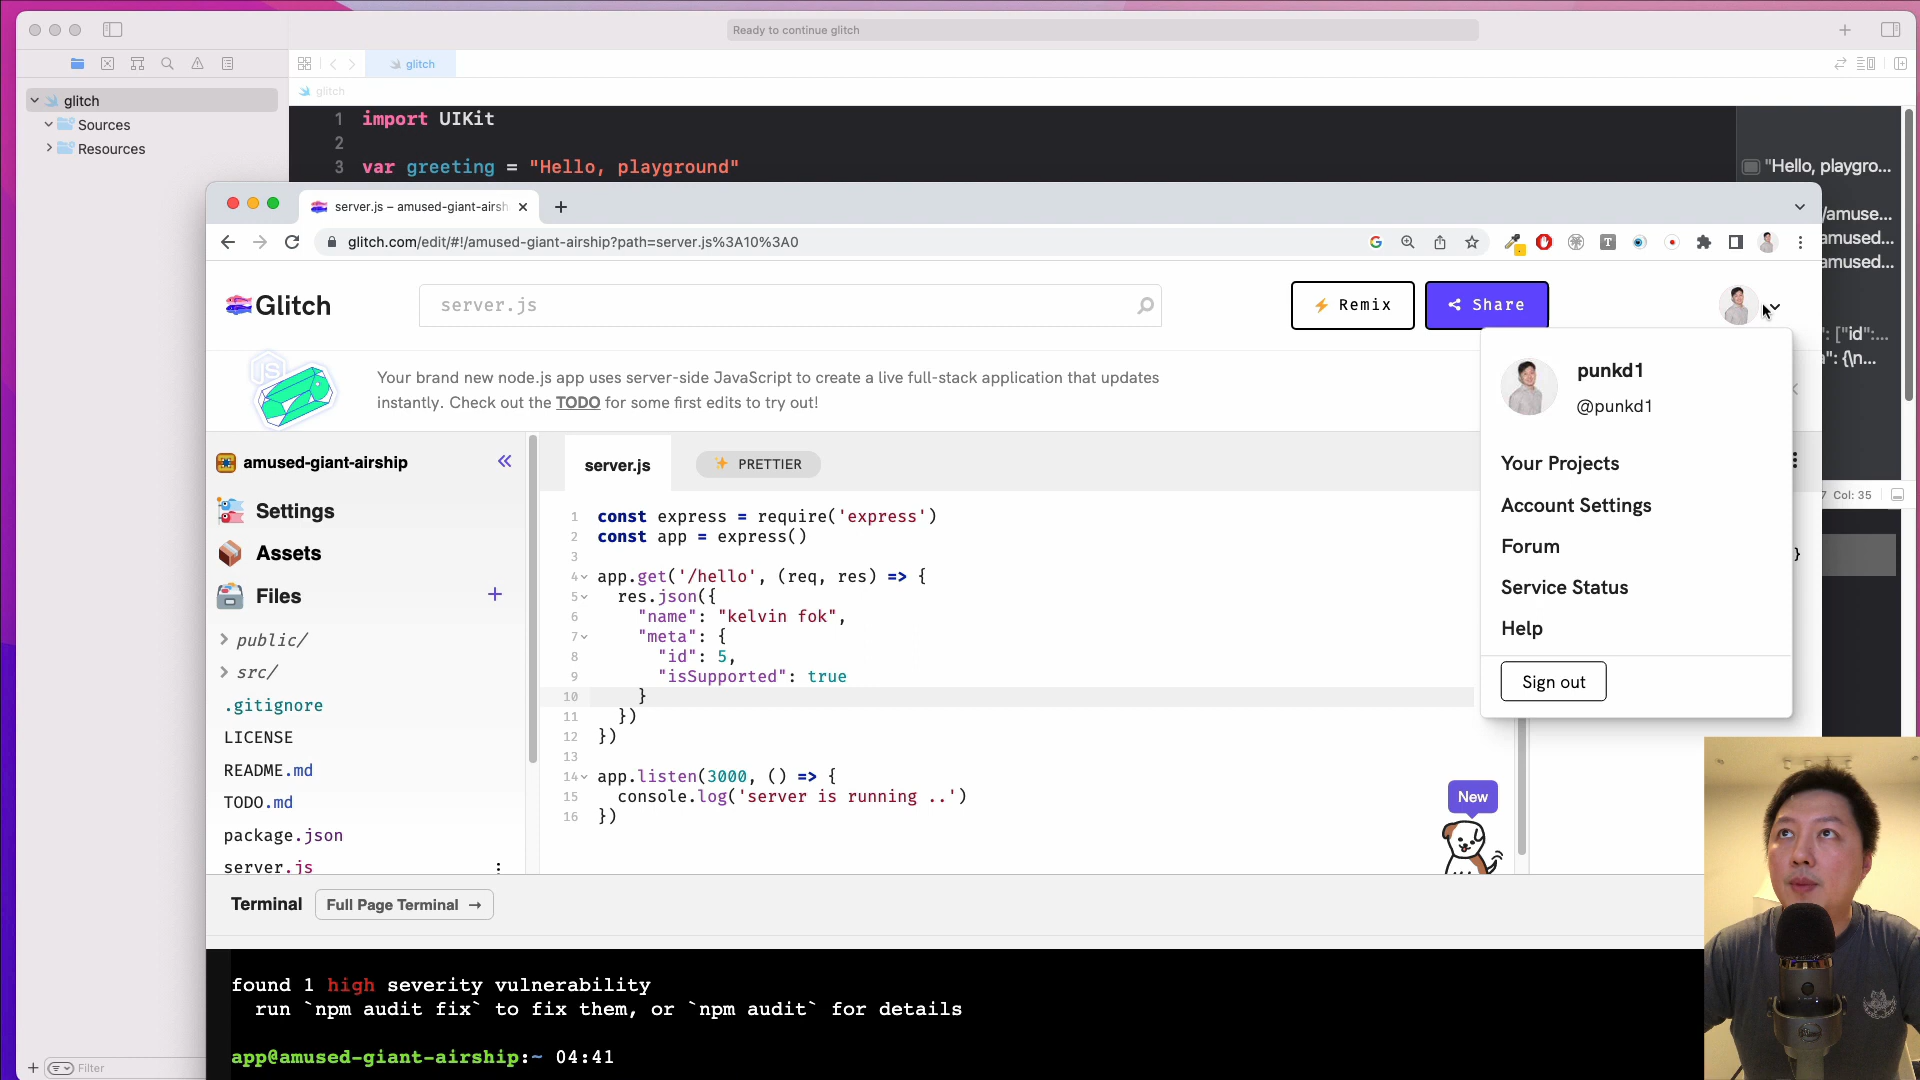 Ready to continue glitch
glitch
glitch
glitch
Sources
Resources
1 import UIKit
2
3 var greeting = "Hello, playground"
"Hello, playgro...
/amuse...
amused...
amused...
: ["id":...
a": {\n...
7 Col: 35
}
Filter
server.js – amused-giant-airsh
glitch.com/edit/#!/amused-giant-airship?path=server.js%3A10%3A0
Glitch
server.js
Remix
Share
Your brand new node.js app uses server-side JavaScript to create a live full-stack application that updates
instantly. Check out the TODO for some first edits to try out!
punkd1
@punkd1
Your Projects
Account Settings
Forum
Service Status
Help
Sign out
amused-giant-airship
Settings
Assets
Files
public/
src/
.gitignore
LICENSE
README.md
TODO.md
package.json
server.js
server.js
PRETTIER
1 const express = require('express')
2 const app = express()
3
4 app.get('/hello', (req, res) => {
5 res.json({
6 "name": "kelvin fok",
7 "meta": {
8 "id": 5,
9 "isSupported": true
10 }
11 })
12 })
13
14 app.listen(3000, () => {
15 console.log('server is running ..')
16 })
New
Terminal
Full Page Terminal →
found 1 high severity vulnerability
run `npm audit fix` to fix them, or `npm audit` for details
app@amused-giant-airship:~ 04:41